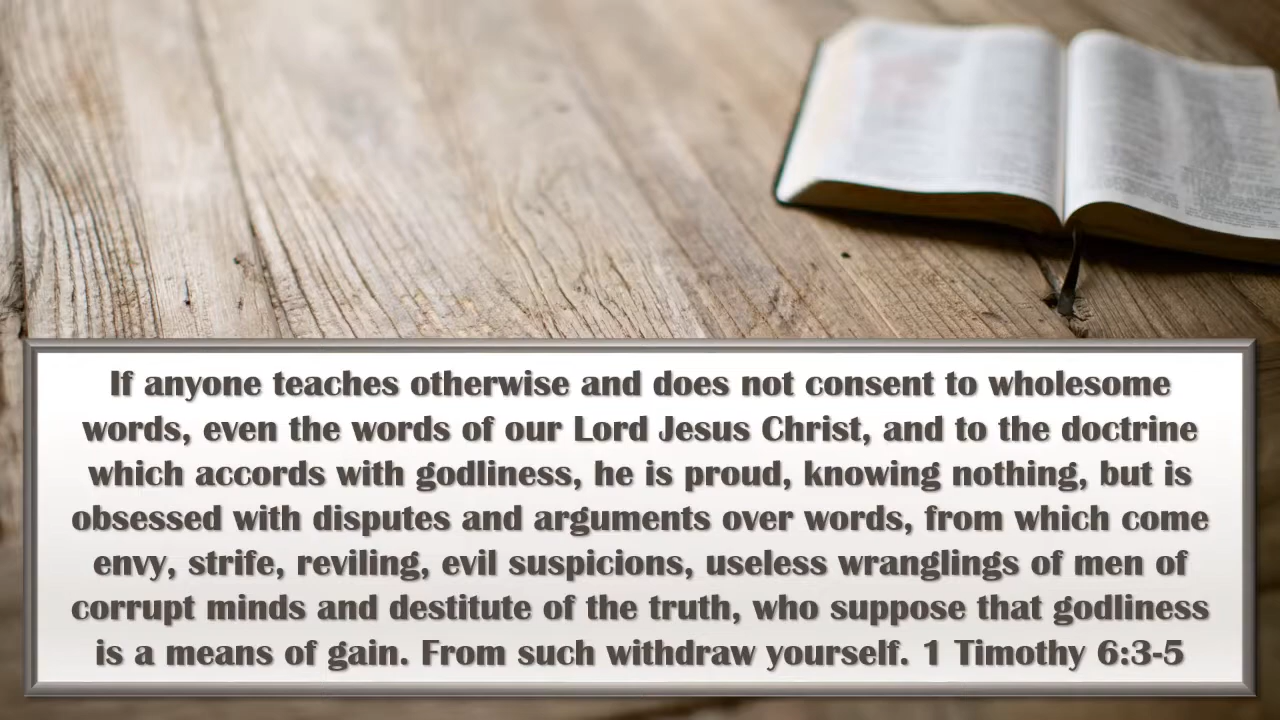 If anyone teaches otherwise and does not consent to wholesome
words, even the words of our Lord Jesus Christ, and to the doctrine
which accords with godliness, he is proud, knowing nothing, but is
obsessed with disputes and arguments over words, from which come
envy, strife, reviling, evil suspicions, useless wranglings of men of
corrupt minds and destitute of the truth, who suppose that godliness
is a means of gain. From such withdraw yourself. 1 Timothy 6:3-5